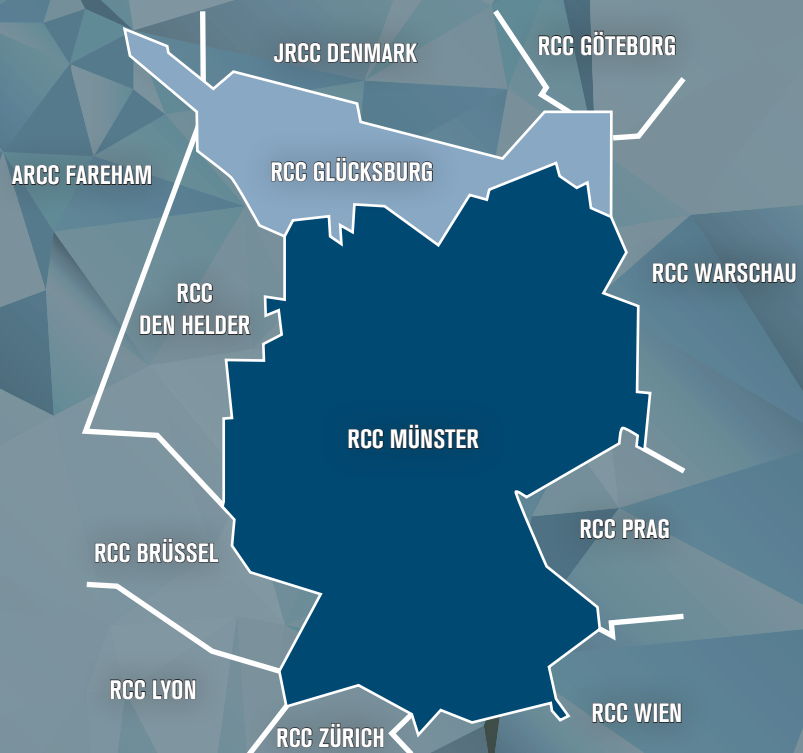 JRCC DENMARK
RCC GÖTEBORG
ARCC FAREHAM
RCC GLÜCKSBURG
RCC WARSCHAU
RCC
DEN HELDER
RCC MÜNSTER
RCC PRAG
RCC BRÜSSEL
RCC LYON
RCC WIEN
RCC ZÜRICH